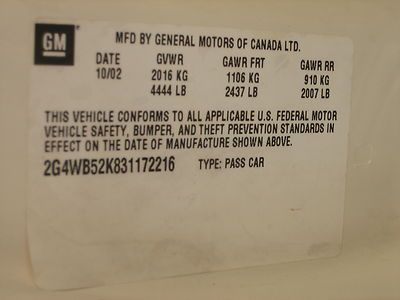 GM
MFD BY GENERAL MOTORS OF CANADA LTD.
DATE GVWR GAWR FRT GAWR RR
10/02 2016 KG 1106 KG 910 KG
4444 LB 2437 LB 2007 LB
THIS VEHICLE CONFORMS TO ALL APPLICABLE U.S. FEDERAL MOTOR
VEHICLE SAFETY, BUMPER, AND THEFT PREVENTION STANDARDS IN
EFFECT ON THE DATE OF MANUFACTURE SHOWN ABOVE.
2G4WB52K831172216 TYPE: PASS CAR